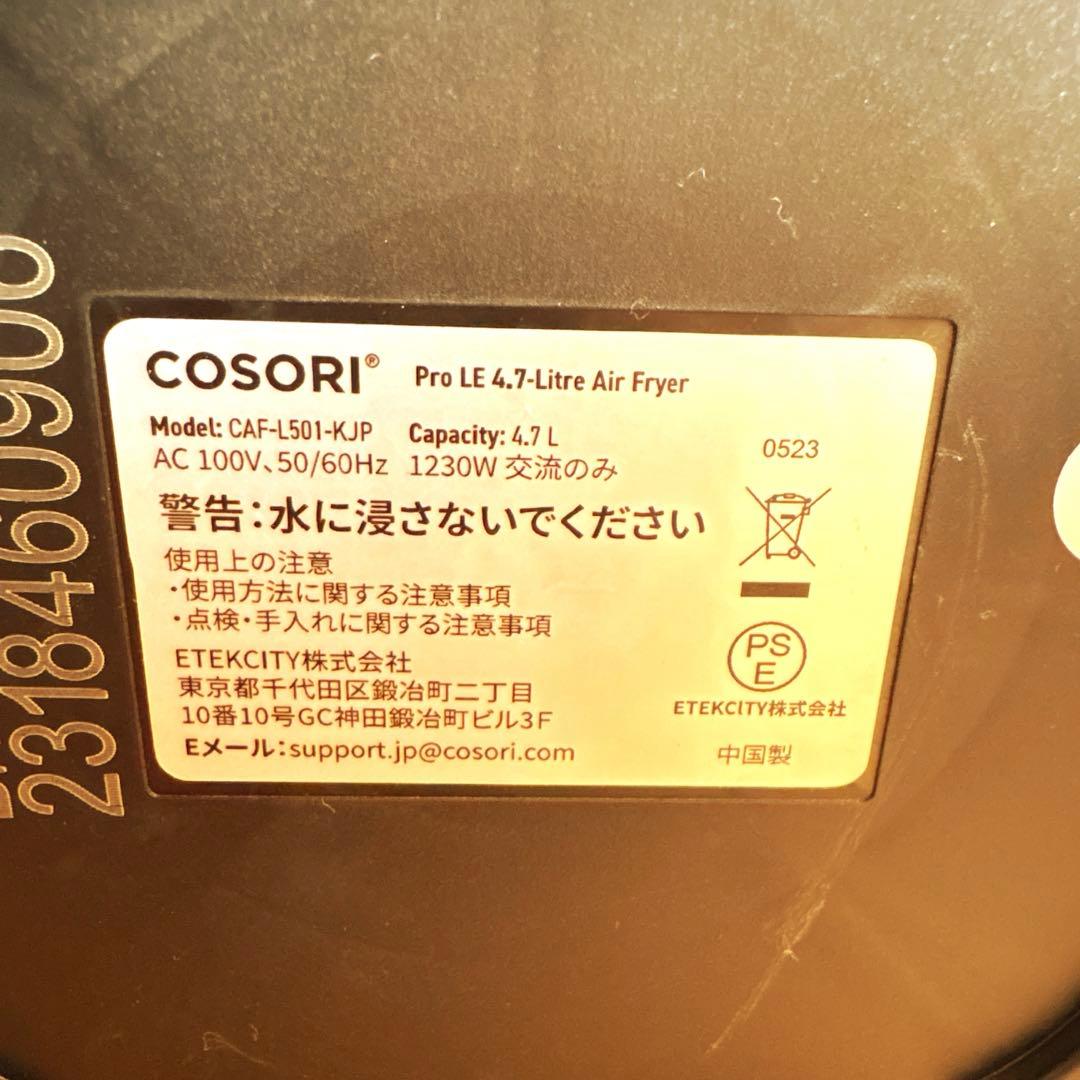 COSORI® Pro LE 4.7-Litre Air Fryer
Model: CAF-L501-KJP Capacity: 4.7 L
AC 100V、50/60Hz 1230W 交流のみ
警告：水に浸さないでください
使用上の注意
・使用方法に関する注意事項
・点検・手入れに関する注意事項
ETEKCITY株式会社
東京都千代田区鍛冶町二丁目
10番10号GC神田鍛冶町ビル3F
Eメール：support.jp@cosori.com
0523
PS
E
ETEKCITY株式会社
中国製